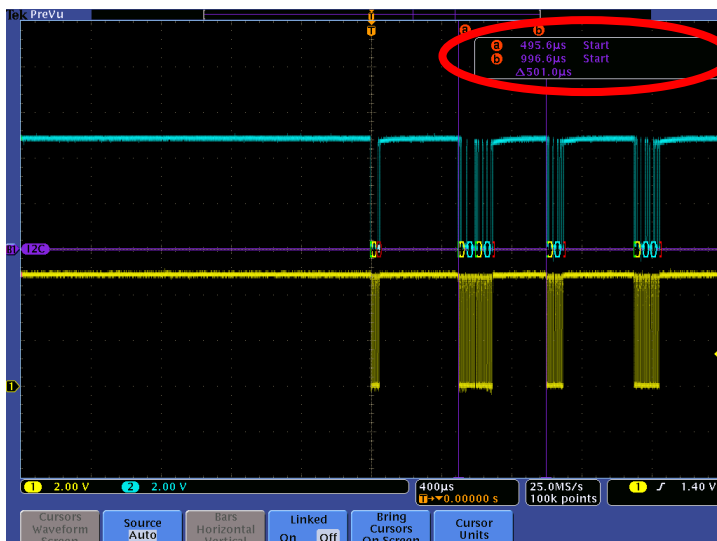 Tek PreVu
T
T
a b
a 495.6µs Start
b 996.6µs Start
Δ501.0µs
I2C
1
1 2.00 V 2 2.00 V
400µs
T→▼0.00000 s
25.0MS/s
100k points
1 1.40 V
Cursors
Waveform
Screen
Source
Auto
Bars
Horizontal
Vertical
Linked
On Off
Bring
Cursors
On Screen
Cursor
Units